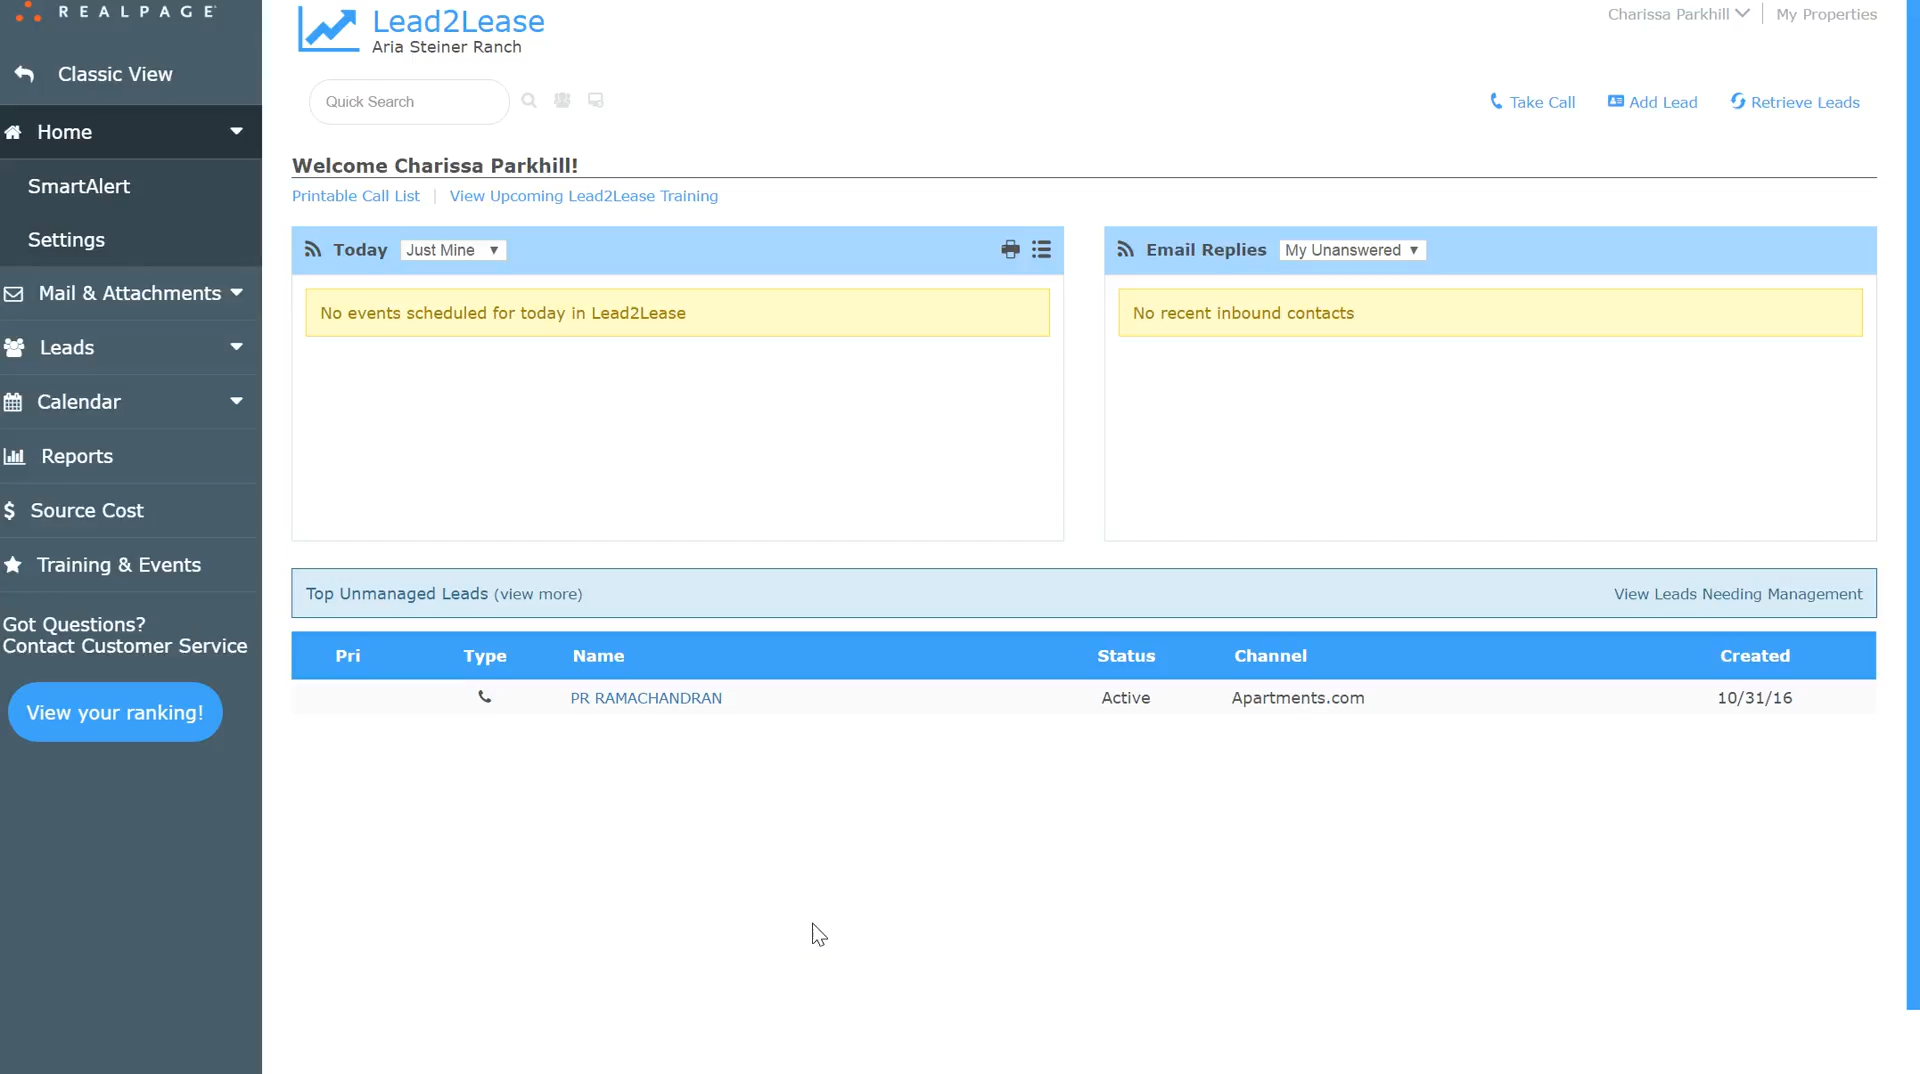 REALPAGE
Classic View
Home
SmartAlert
Settings
Mail & Attachments
Leads
Calendar
Reports
$ Source Cost
Training & Events
Got Questions?
Contact Customer Service
View your ranking!
Lead2Lease
Aria Steiner Ranch
Charissa Parkhill
My Properties
Quick Search
Take Call
Add Lead
Retrieve Leads
Welcome Charissa Parkhill!
Printable Call List | View Upcoming Lead2Lease Training
Today Just Mine
No events scheduled for today in Lead2Lease
Email Replies My Unanswered
No recent inbound contacts
Top Unmanaged Leads (view more)
View Leads Needing Management
Pri Type Name Status Channel Created
PR RAMACHANDRAN Active Apartments.com 10/31/16